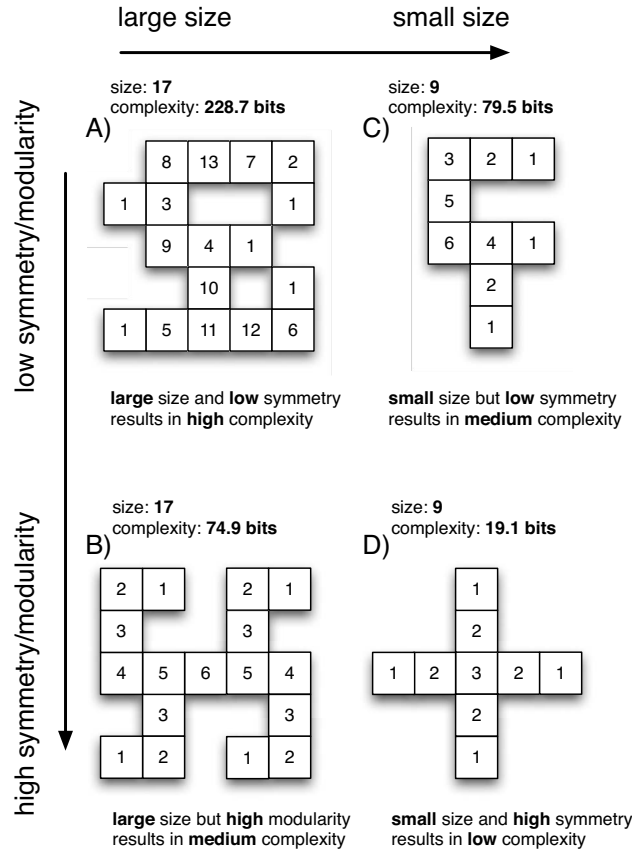 large size small size
low symmetry/modularity
high symmetry/modularity
size: 17
complexity: 228.7 bits
A)
8 13 7 2
1 3 1
9 4 1
10 1
1 5 11 12 6
large size and low symmetry
results in high complexity
size: 9
complexity: 79.5 bits
C)
3 2 1
5
6 4 1
2
1
small size but low symmetry
results in medium complexity
size: 17
complexity: 74.9 bits
B)
2 1 2 1
3 3
4 5 6 5 4
3 3
1 2 1 2
large size but high modularity
results in medium complexity
size: 9
complexity: 19.1 bits
D)
1
2
1 2 3 2 1
2
1
small size and high symmetry
results in low complexity